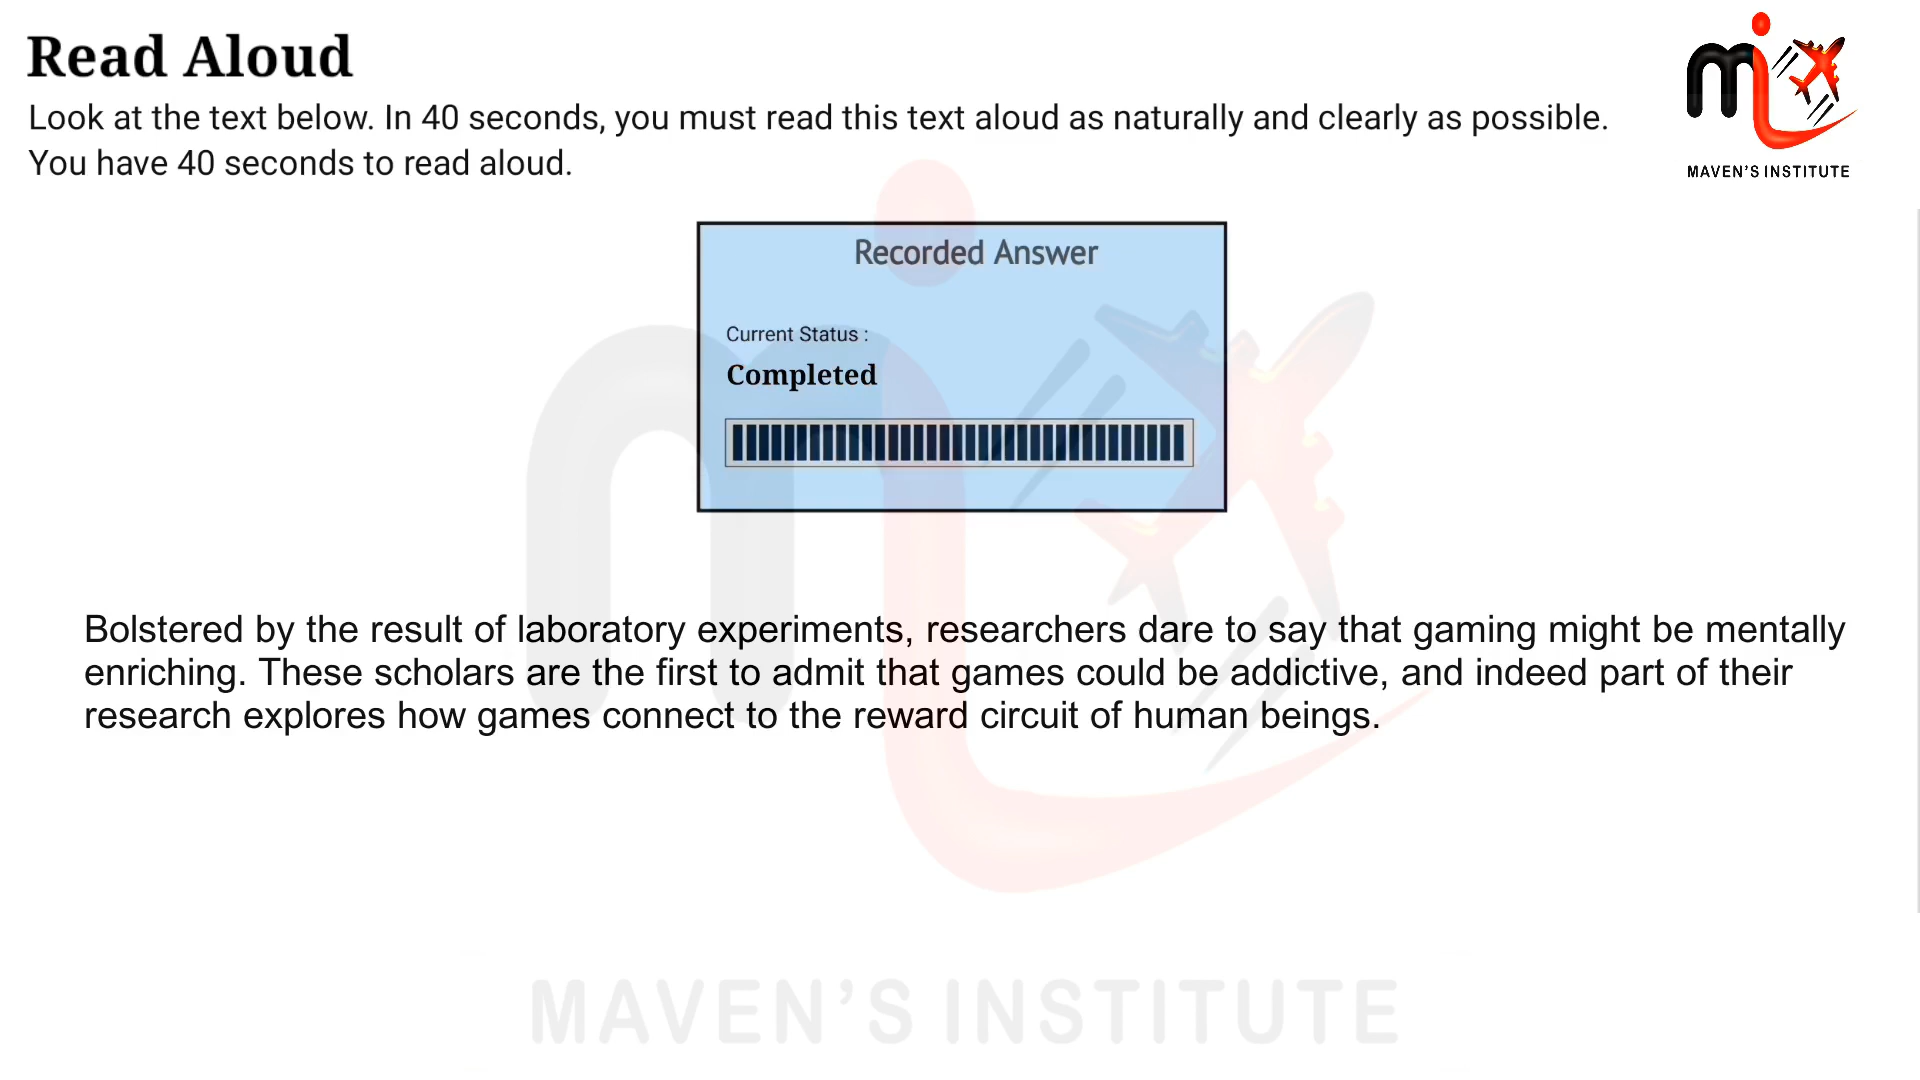 Read Aloud
Look at the text below. In 40 seconds, you must read this text aloud as naturally and clearly as possible.
You have 40 seconds to read aloud.
MAVEN'S INSTITUTE
Recorded Answer
Current Status :
Completed
Bolstered by the result of laboratory experiments, researchers dare to say that gaming might be mentally
enriching. These scholars are the first to admit that games could be addictive, and indeed part of their
research explores how games connect to the reward circuit of human beings.
MAVEN'S INSTITUTE